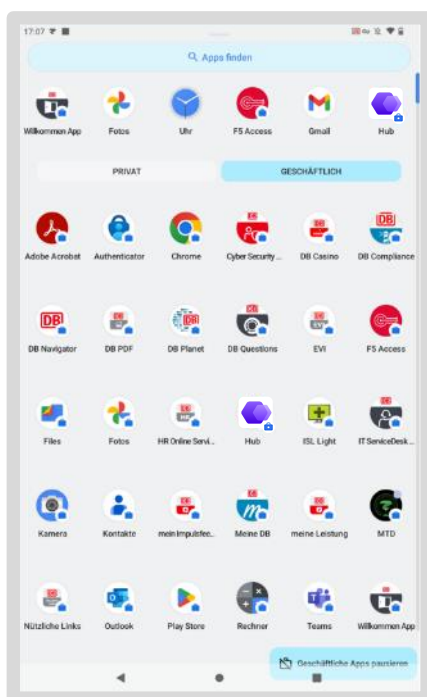 17:07
Apps finden
Willkommen App Fotos Uhr F5 Access Gmail Hub
PRIVAT GESCHÄFTLICH
Adobe Acrobat Authenticator Chrome Cyber Security ... DB Casino DB Compliance
DB Navigator DB PDF DB Planet DB Questions EVI F5 Access
Files Fotos HR Online Servi... Hub ISL Light IT ServiceDesk...
Kamera Kontakte mein Impulsfee... Meine DB meine Leistung MTD
Nützliche Links Outlook Play Store Rechner Teams Willkommen App
Geschäftliche Apps pausieren